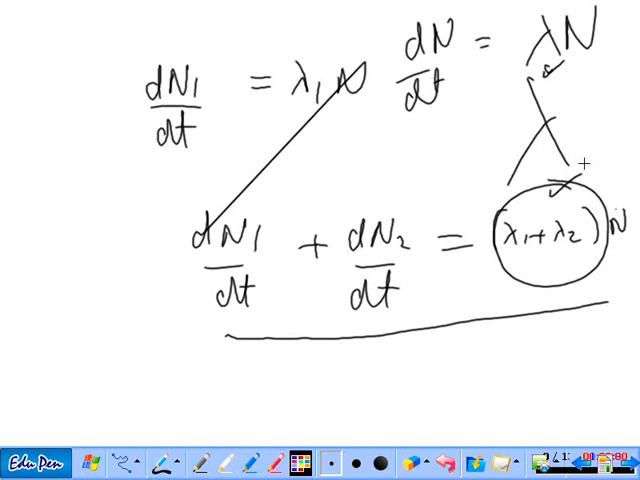 dN1/dt = λ1 N dN/dt = λN
dN1/dt + dN2/dt = (λ1+λ2) N
Edu Pen